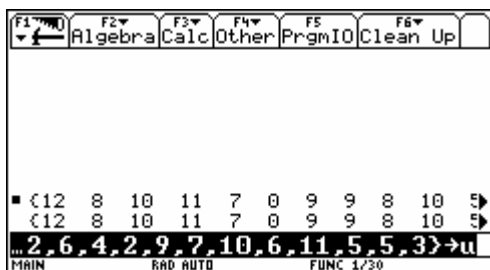 F1 F2 Algebra F3 Calc F4 Other F5 PrgmIO F6 Clean Up
{12 8 10 11 7 0 9 9 8 10 5
{12 8 10 11 7 0 9 9 8 10 5
…2,6,4,2,9,7,10,6,11,5,5,3}→u
MAIN RAD AUTO FUNC 1/30